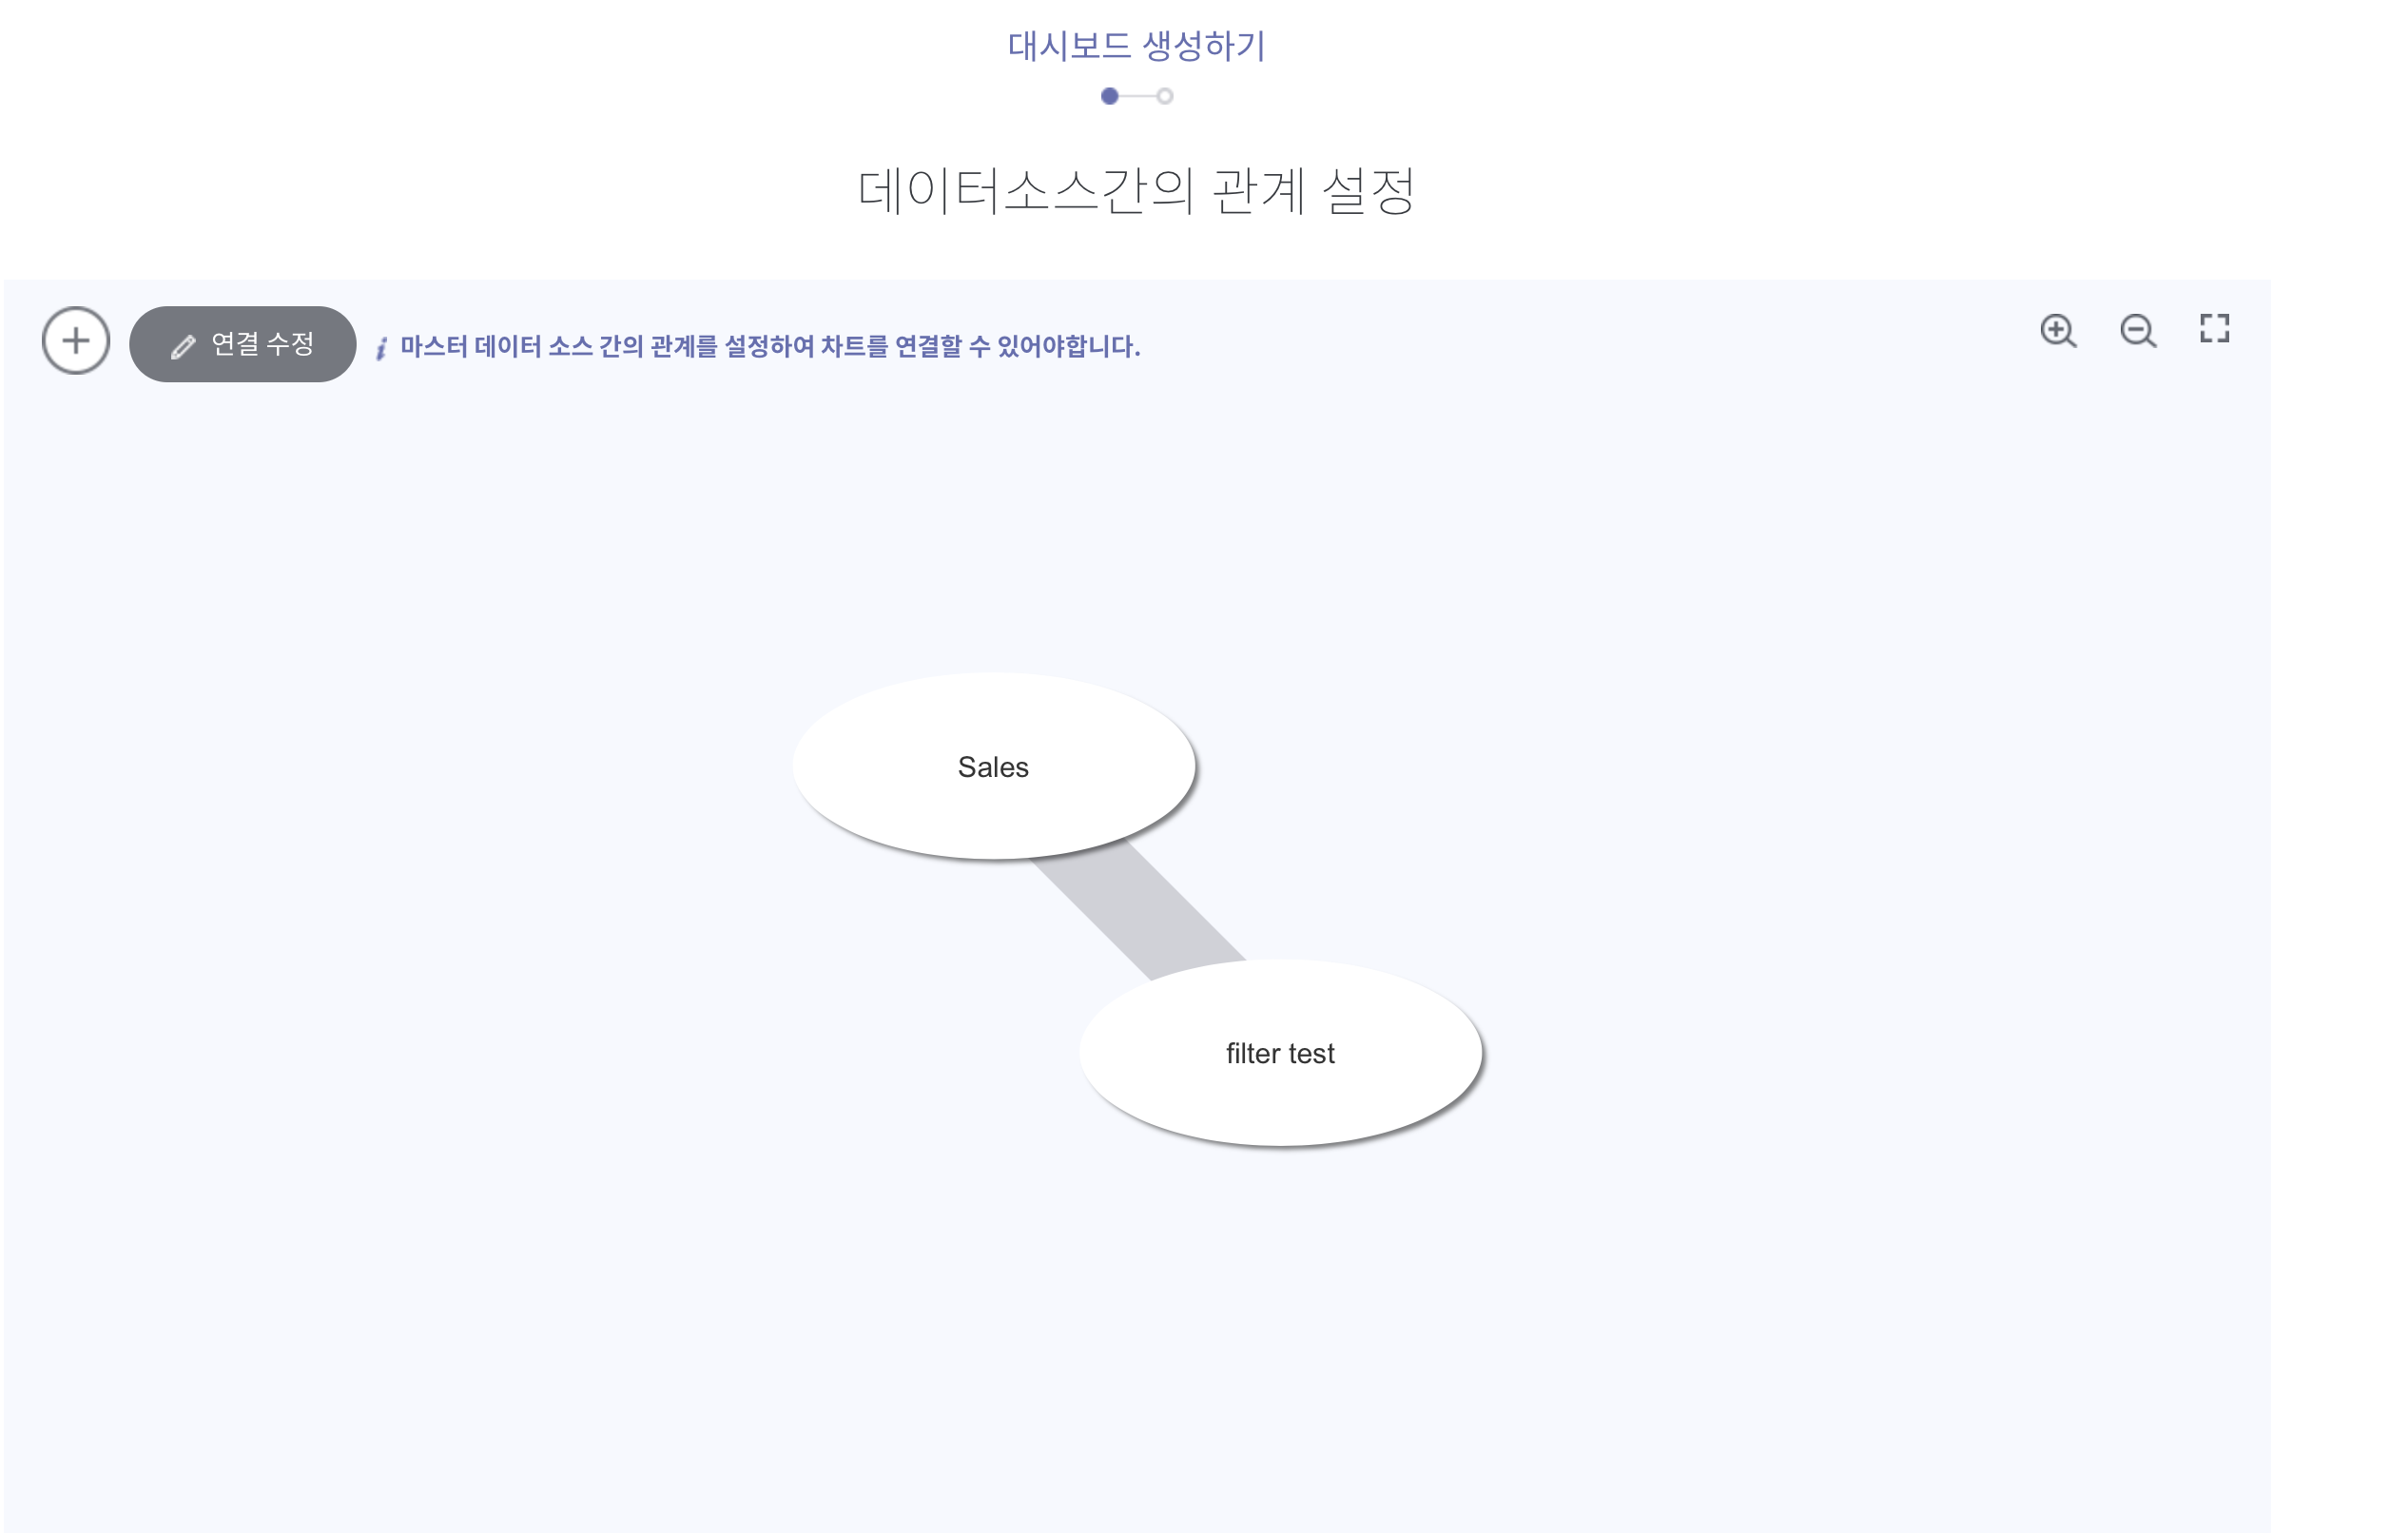 대시보드 생성하기
데이터소스간의 관계 설정
연결 수정
마스터 데이터 소스 간의 관계를 설정하여 차트를 연결할 수 있어야합니다.
Sales
filter test